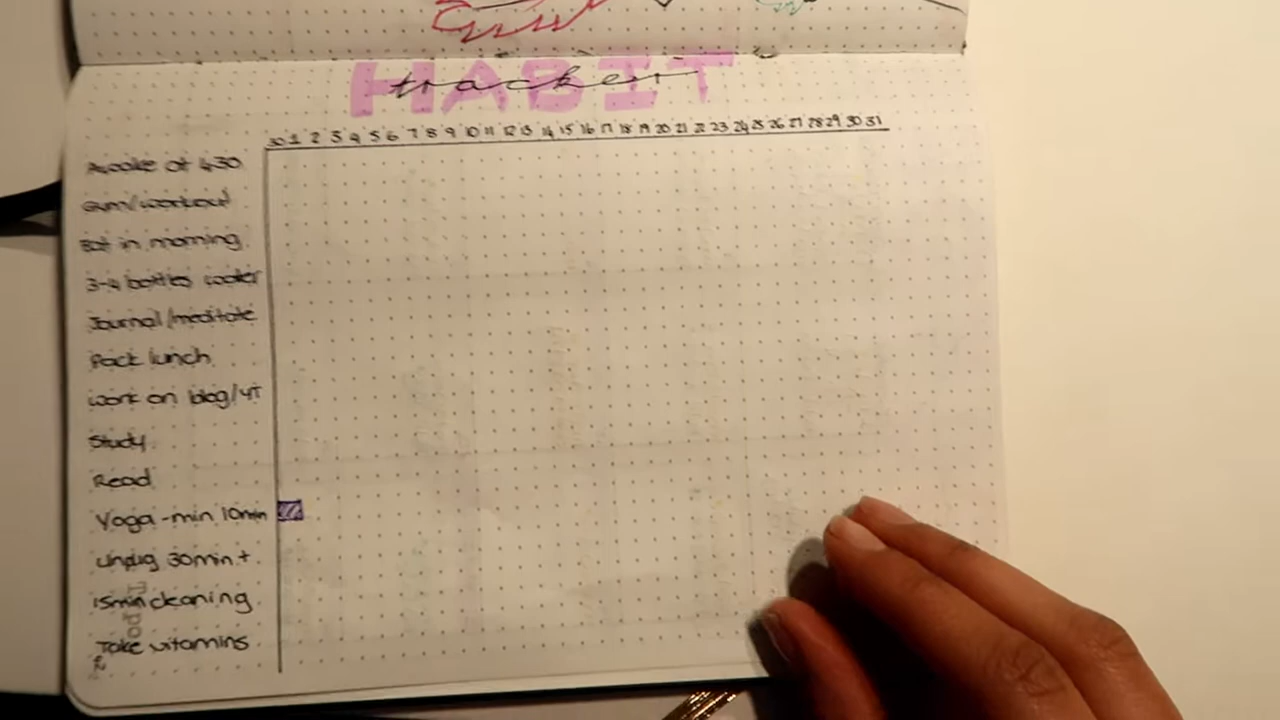 HABIT
tracker
30 1 2 3 4 5 6 7 8 9 10 11 12 13 14 15 16 17 18 19 20 21 22 23 24 25 26 27 28 29 30 31
Awake at 430
Gym/workout
Eat in morning
3-4 bottles water
Journal/meditate
Pack lunch
work on blog/YT
Study
Read
Yoga - min 10min
Unplug 30min +
15min cleaning
Take vitamins